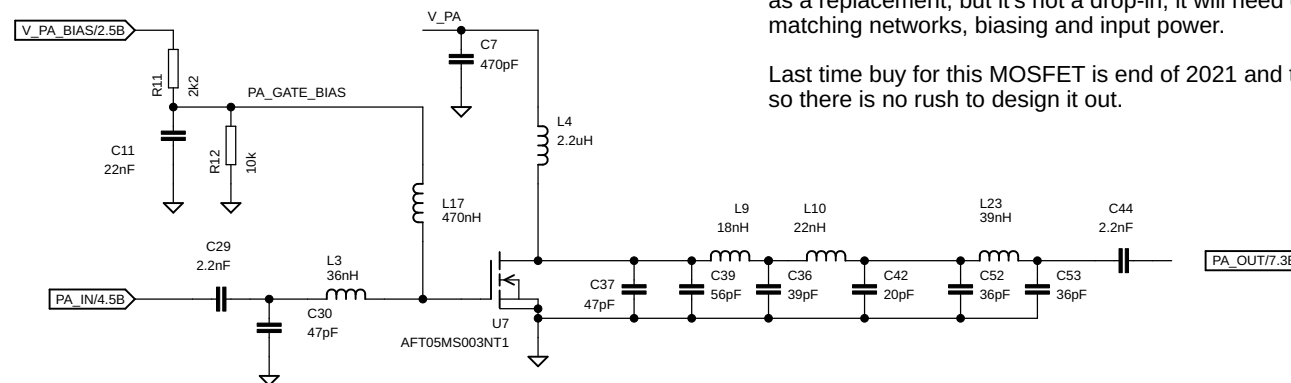 as a replacement, but it's not a drop-in, it will need
matching networks, biasing and input power.
Last time buy for this MOSFET is end of 2021 and
so there is no rush to design it out.
V_PA_BIAS/2.5B
R11
2k2
PA_GATE_BIAS
C11
22nF
R12
10k
V_PA
C7
470pF
L4
2.2uH
L17
470nH
C29
2.2nF
L3
36nH
PA_IN/4.5B
C30
47pF
U7
AFT05MS003NT1
C37
47pF
L9
18nH
C39
56pF
L10
22nH
C36
39pF
C42
20pF
L23
39nH
C52
36pF
C53
36pF
C44
2.2nF
PA_OUT/7.3B